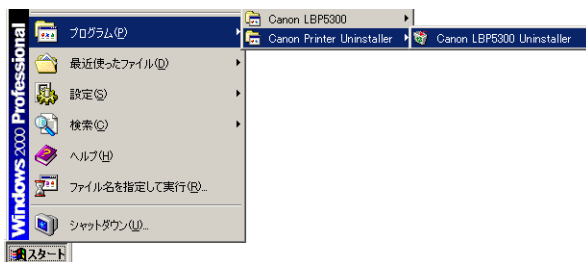 Canon LBP5300
プログラム(P)
Canon Printer Uninstaller
Canon LBP5300 Uninstaller
最近使ったファイル(D)
設定(S)
検索(C)
ヘルプ(H)
ファイル名を指定して実行(R)...
シャットダウン(U)...
Windows 2000 Professional
スタート